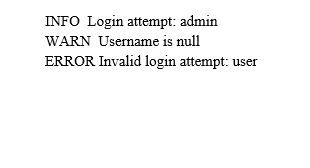 INFO  Login attempt: admin
WARN  Username is null
ERROR Invalid login attempt: user